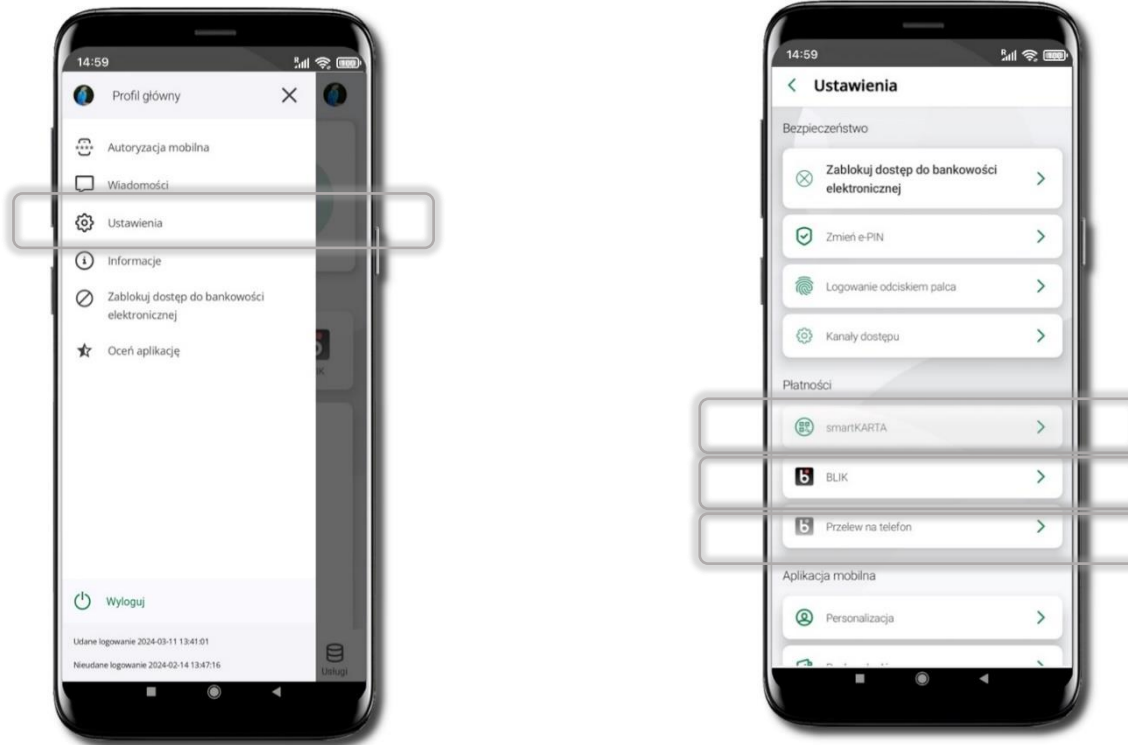 14:59
Profil główny
Autoryzacja mobilna
Wiadomości
Ustawienia
Informacje
Zablokuj dostęp do bankowości
elektronicznej
Oceń aplikację
Wyloguj
Udane logowanie 2024-03-11 13:41:01
Nieudane logowanie 2024-02-14 13:47:16
Usługi
14:59
Ustawienia
Bezpieczeństwo
Zablokuj dostęp do bankowości
elektronicznej
Zmień e-PIN
Logowanie odciskiem palca
Kanały dostępu
Płatności
smartKARTA
BLIK
Przelew na telefon
Aplikacja mobilna
Personalizacja